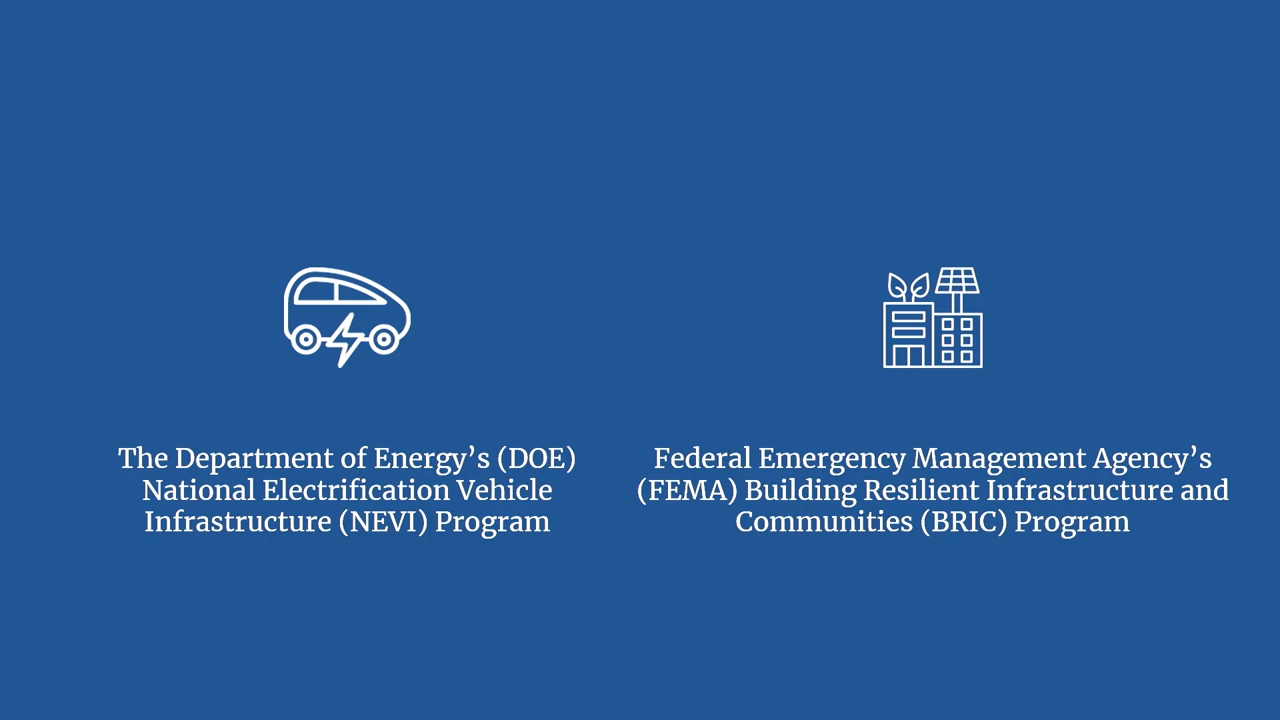 The Department of Energy’s (DOE)
National Electrification Vehicle
Infrastructure (NEVI) Program
Federal Emergency Management Agency’s
(FEMA) Building Resilient Infrastructure and
Communities (BRIC) Program